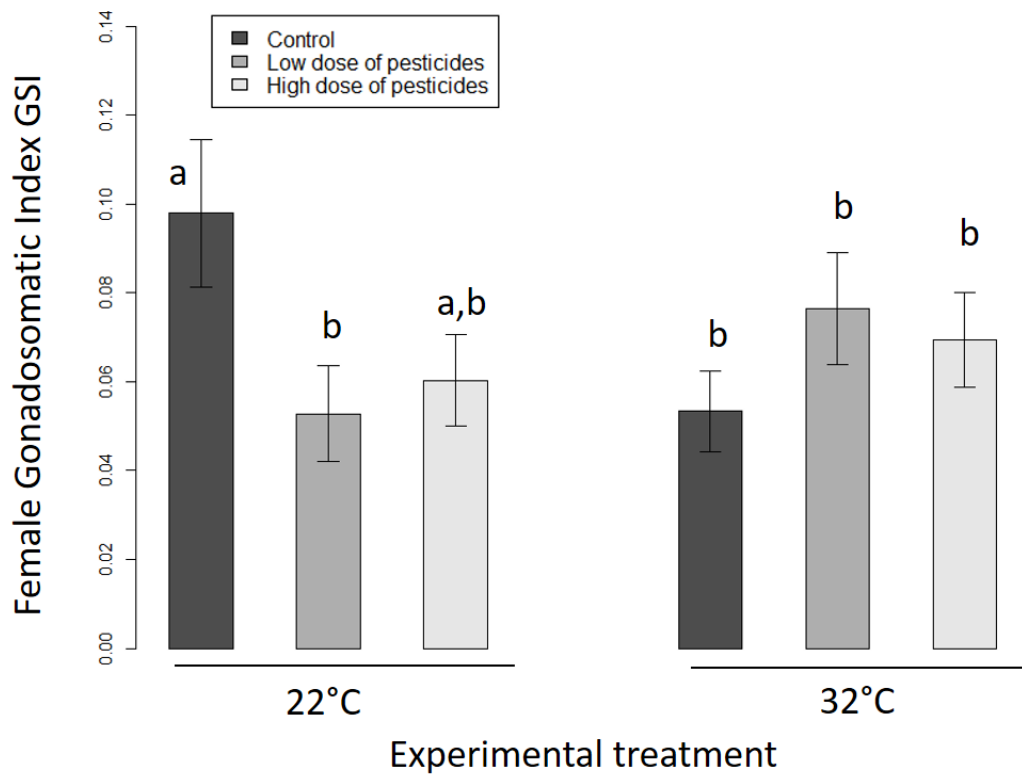 Female Gonadosomatic Index GSI
0.14
0.12
0.10
0.08
0.06
0.04
0.02
0.00
Control
Low dose of pesticides
High dose of pesticides
a
b
a,b
b
b
b
22°C
32°C
Experimental treatment